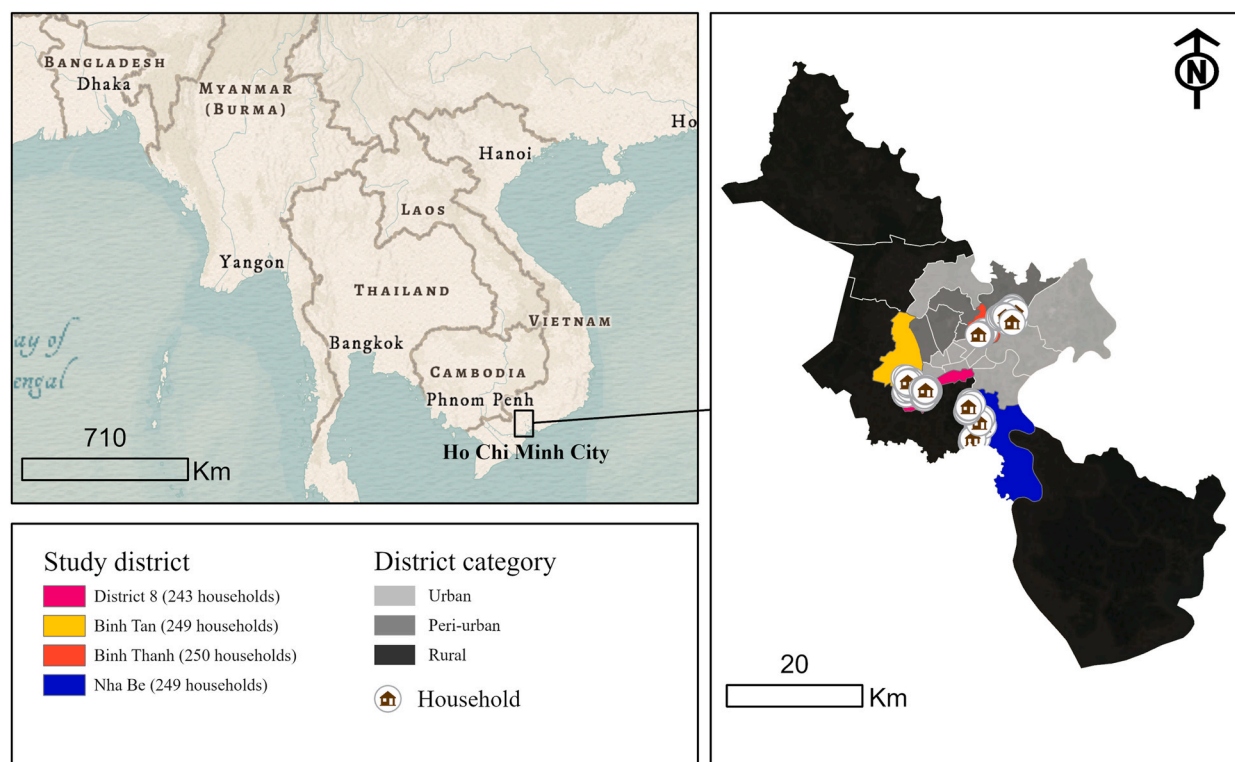 BANGLADESH
Dhaka
MYANMAR
(BURMA)
Ho
Hanoi
LAOS
Yangon
THAILAND
VIETNAM
Bangkok
ay of
engal
CAMBODIA
Phnom Penh
710
Ho Chi Minh City
Km
N
20
Km
Study district
District 8 (243 households)
Binh Tan (249 households)
Binh Thanh (250 households)
Nha Be (249 households)
District category
Urban
Peri-urban
Rural
Household